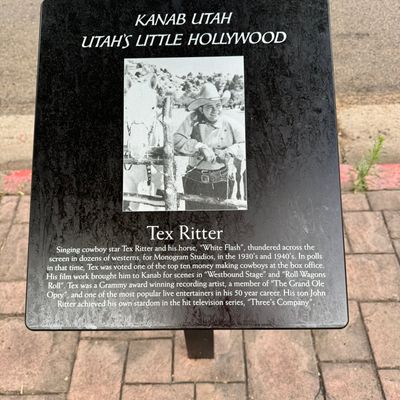 KANAB UTAH
UTAH'S LITTLE HOLLYWOOD
Tex Ritter
Singing cowboy star Tex Ritter and his horse, "White Flash", thundered across the
screen in dozens of westerns, for Monogram Studios, in the 1930's and 1940's. In polls
in that time, Tex was voted one of the top ten money making cowboys at the box office.
His film work brought him to Kanab for scenes in "Westbound Stage" and "Roll Wagons
Roll". Tex was a Grammy award winning recording artist, a member of "The Grand Ole
Opry", and one of the most popular live entertainers in his 50 year career. His son John
Ritter achieved his own stardom in the hit television series, "Three's Company".